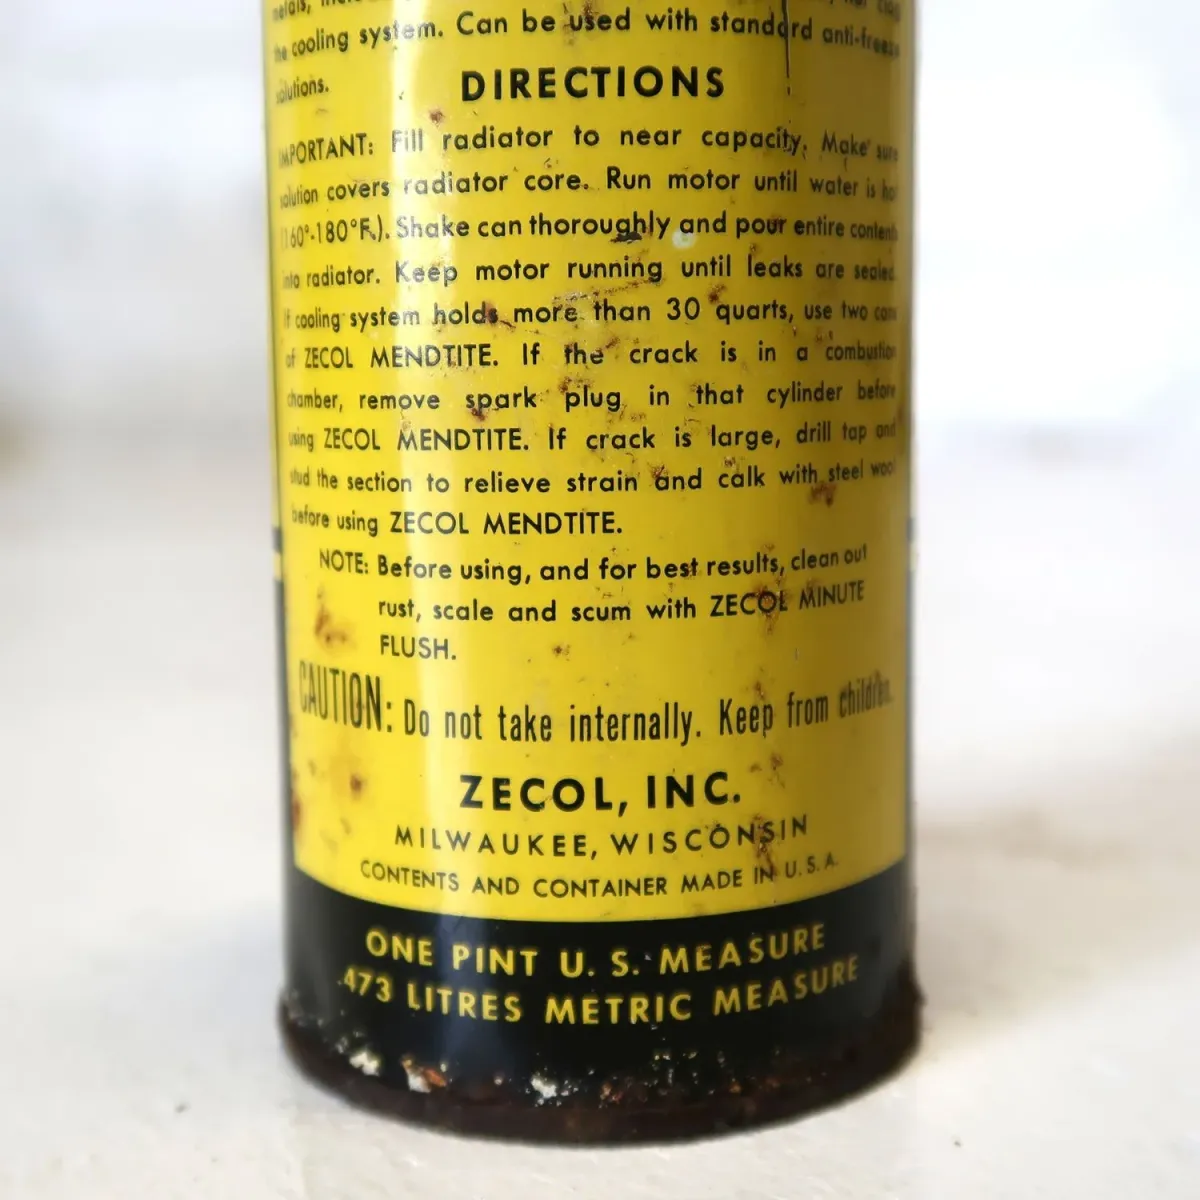 the cooling system. Can be used with standard anti-freeze
solutions.
DIRECTIONS
IMPORTANT: Fill radiator to near capacity. Make sure
solution covers radiator core. Run motor until water is hot
(160°-180°F.). Shake can thoroughly and pour entire contents
into radiator. Keep motor running until leaks are sealed.
If cooling system holds more than 30 quarts, use two cans
of ZECOL MENDTITE. If the crack is in a combustion
chamber, remove spark plug in that cylinder before
using ZECOL MENDTITE. If crack is large, drill tap and
stud the section to relieve strain and calk with steel wool
before using ZECOL MENDTITE.
NOTE: Before using, and for best results, clean out
rust, scale and scum with ZECOL MINUTE
FLUSH.
CAUTION: Do not take internally. Keep from children.
ZECOL, INC.
MILWAUKEE, WISCONSIN
CONTENTS AND CONTAINER MADE IN U.S.A.
ONE PINT U. S. MEASURE
.473 LITRES METRIC MEASURE